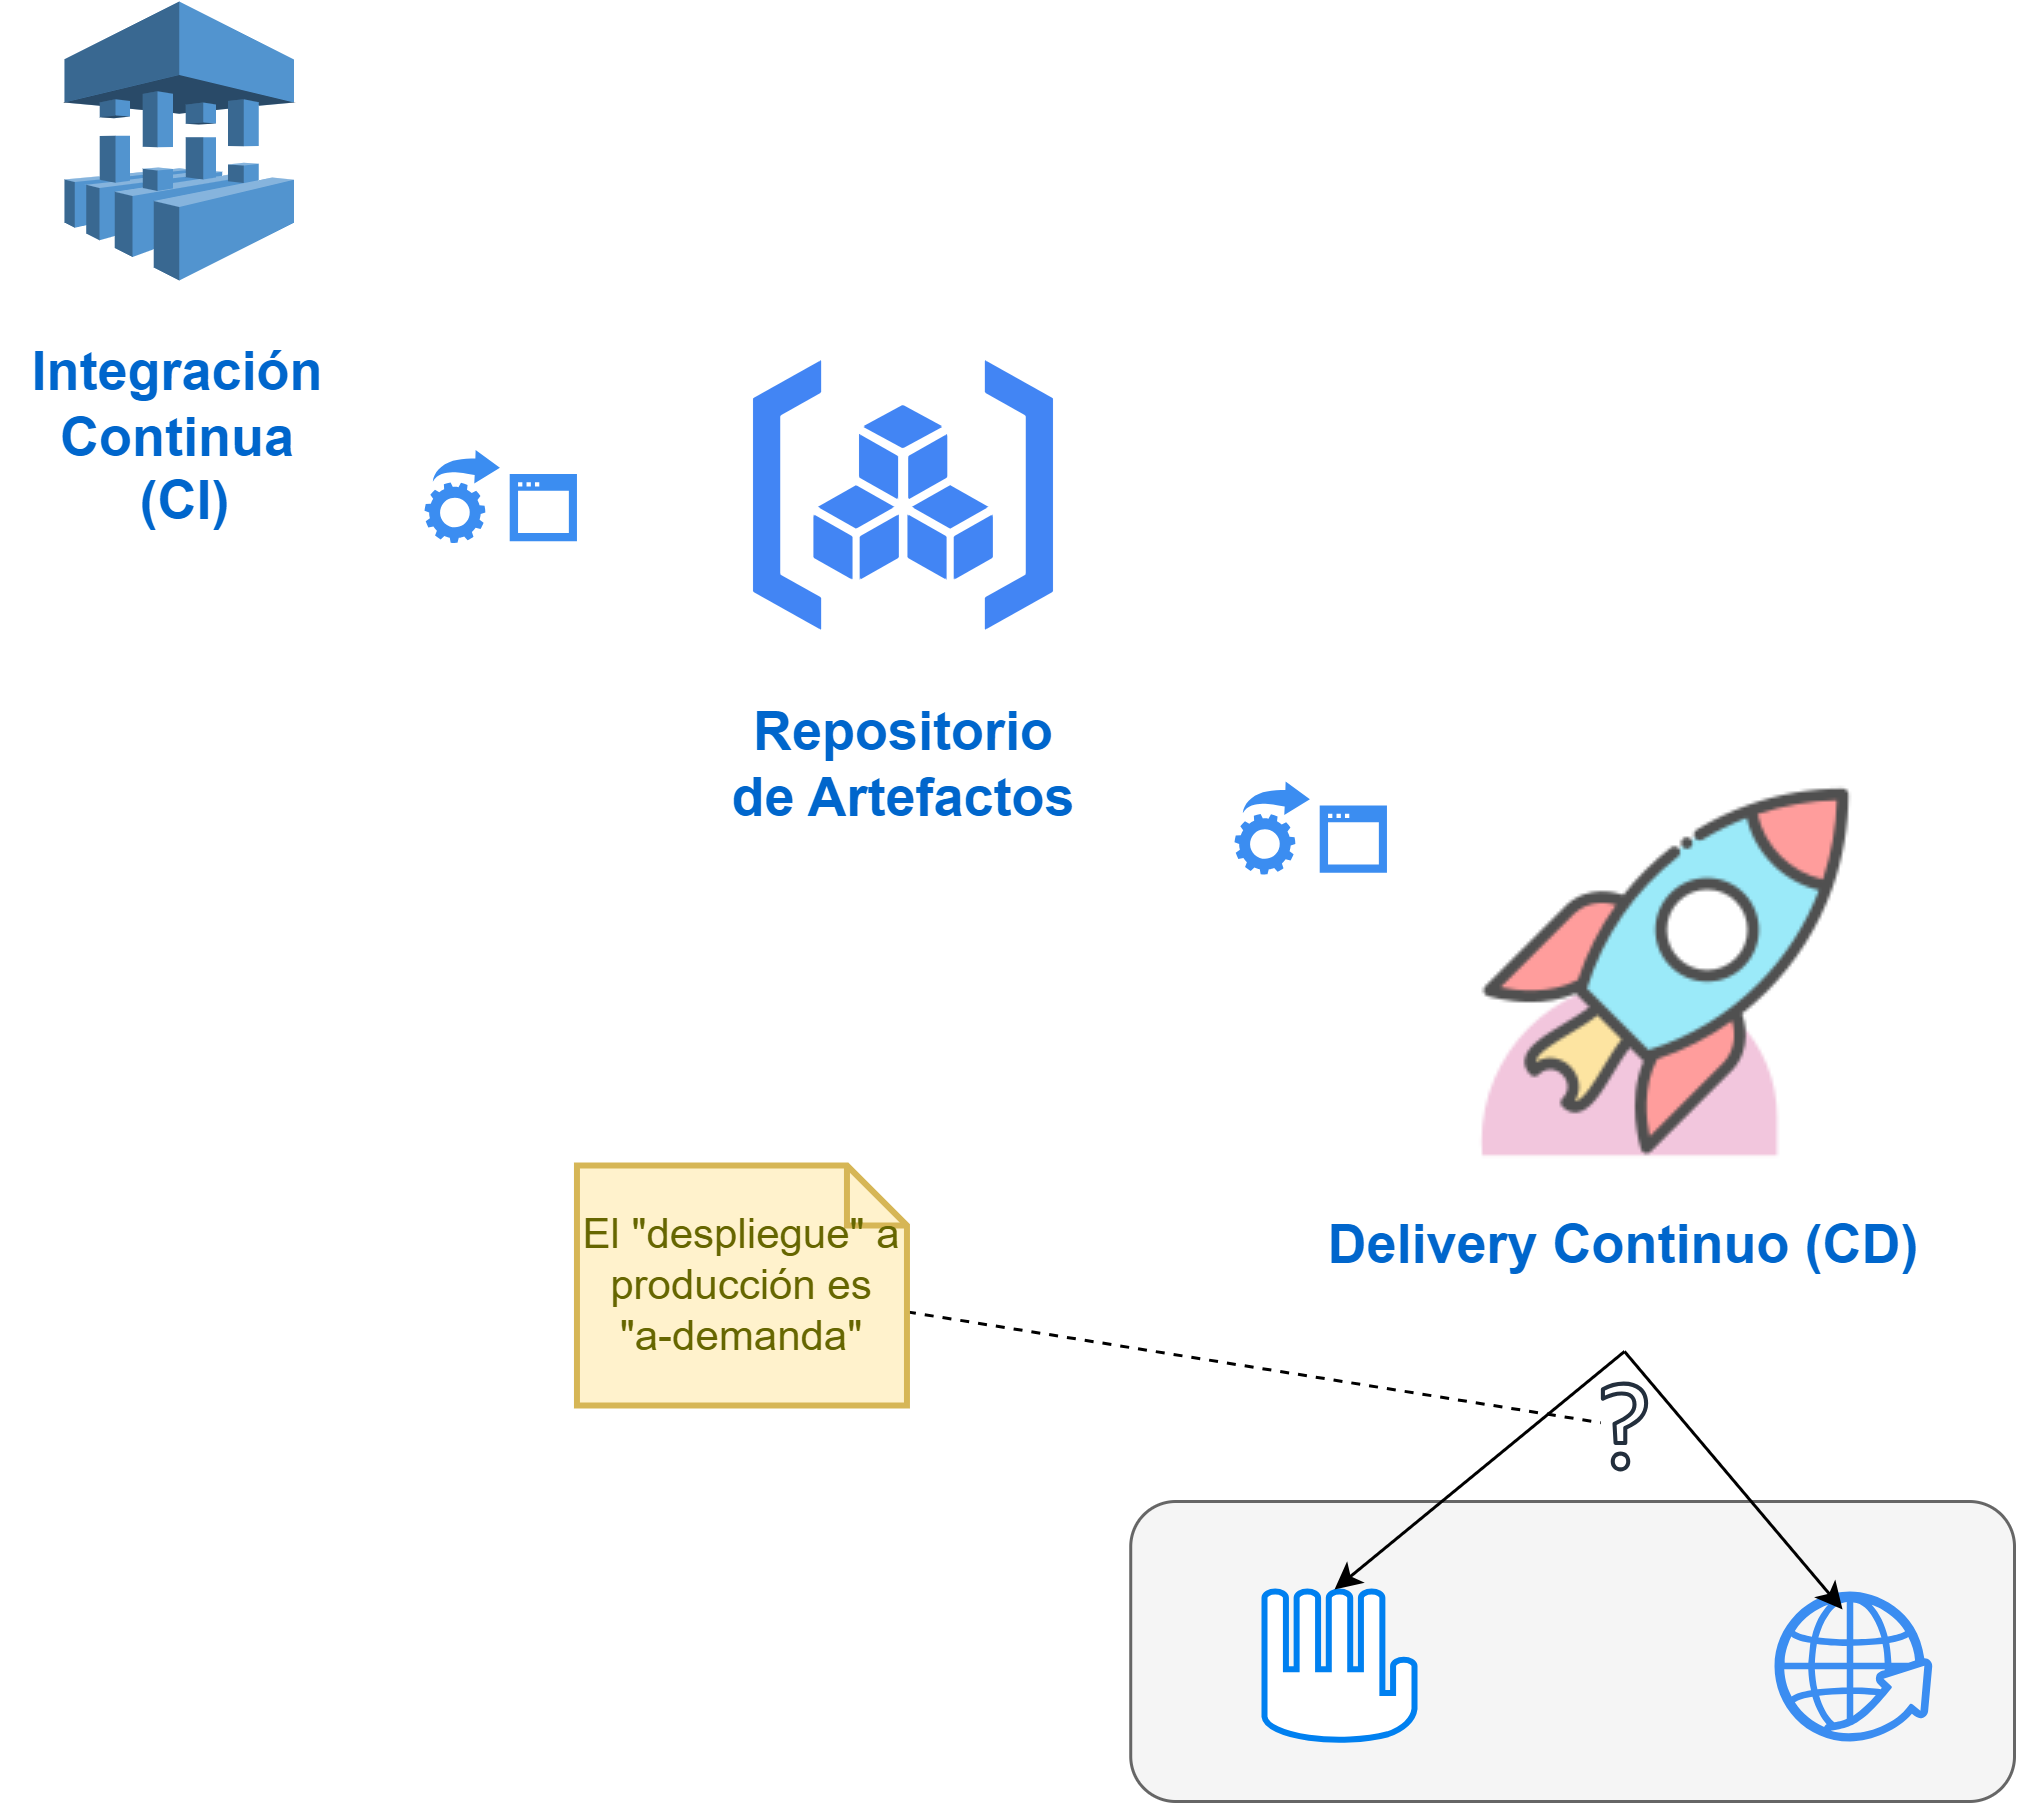 Integración
Continua
(CI)
Repositorio
de Artefactos
El "despliegue" a
producción es
"a-demanda"
Delivery Continuo (CD)
?